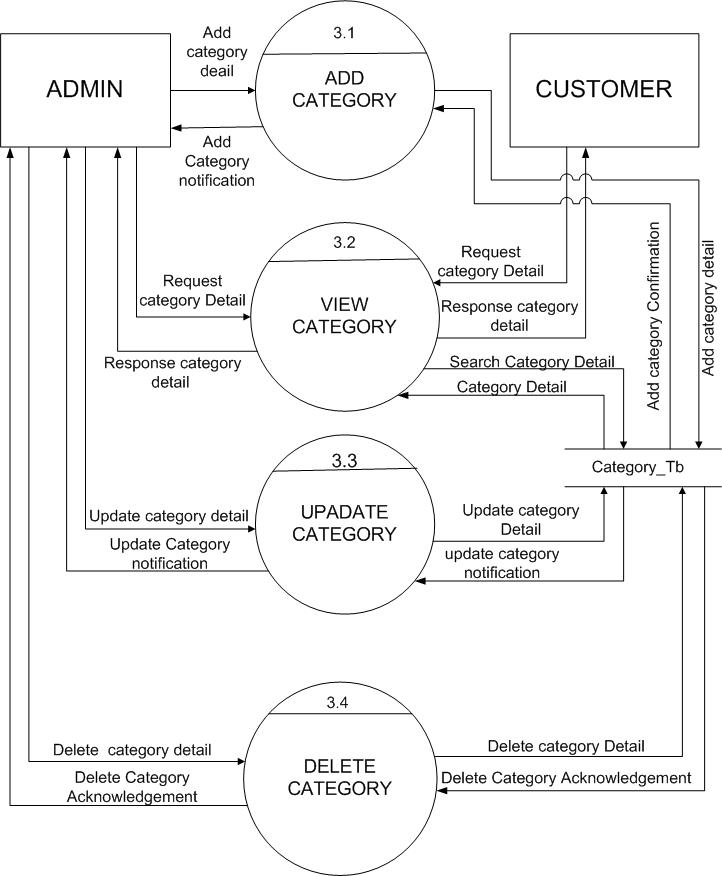 ADMIN
Add
category
deail
3.1
ADD
CATEGORY
CUSTOMER
Add
Category
notification
3.2
VIEW
CATEGORY
Request
category Detail
Response category
detail
Request
category Detail
Response category
detail
Search Category Detail
Category Detail
Add category Confirmation
Add category detail
Category_Tb
3.3
UPADATE
CATEGORY
Update category detail
Update Category
notification
Update category
Detail
update category
notification
3.4
DELETE
CATEGORY
Delete category detail
Delete Category
Acknowledgement
Delete category Detail
Delete Category Acknowledgement